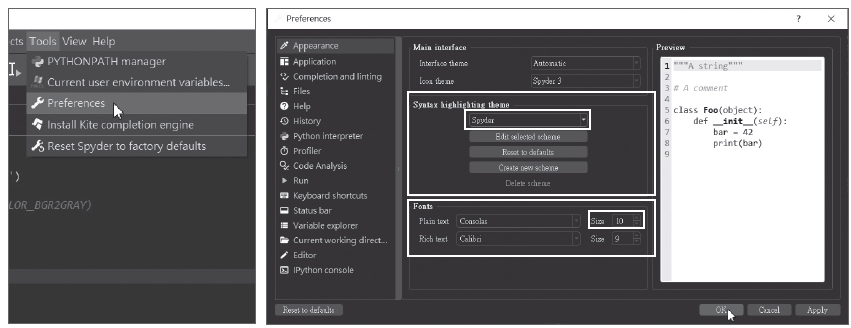 cts Tools View Help
PYTHONPATH manager
Current user environment variables...
Preferences
Install Kite completion engine
Reset Spyder to factory defaults
')
LOR_BGR2GRAY)
Preferences
Appearance
Application
Completion and linting
Files
Help
History
Python interpreter
Profiler
Code Analysis
Run
Keyboard shortcuts
Status bar
Variable explorer
Current working direct...
Editor
IPython console
Main interface
Interface theme Automatic
Icon theme Spyder 3
Syntax highlighting theme
Spyder
Edit selected scheme
Reset to defaults
Create new scheme
Delete scheme
Fonts
Plain text Consolas Size 10
Rich text Calibri Size 9
Preview
1 """A string"""
2
3 # A comment
4
5 class Foo(object):
6 def __init__(self):
7 bar = 42
8 print(bar)
9
Reset to defaults
OK Cancel Apply